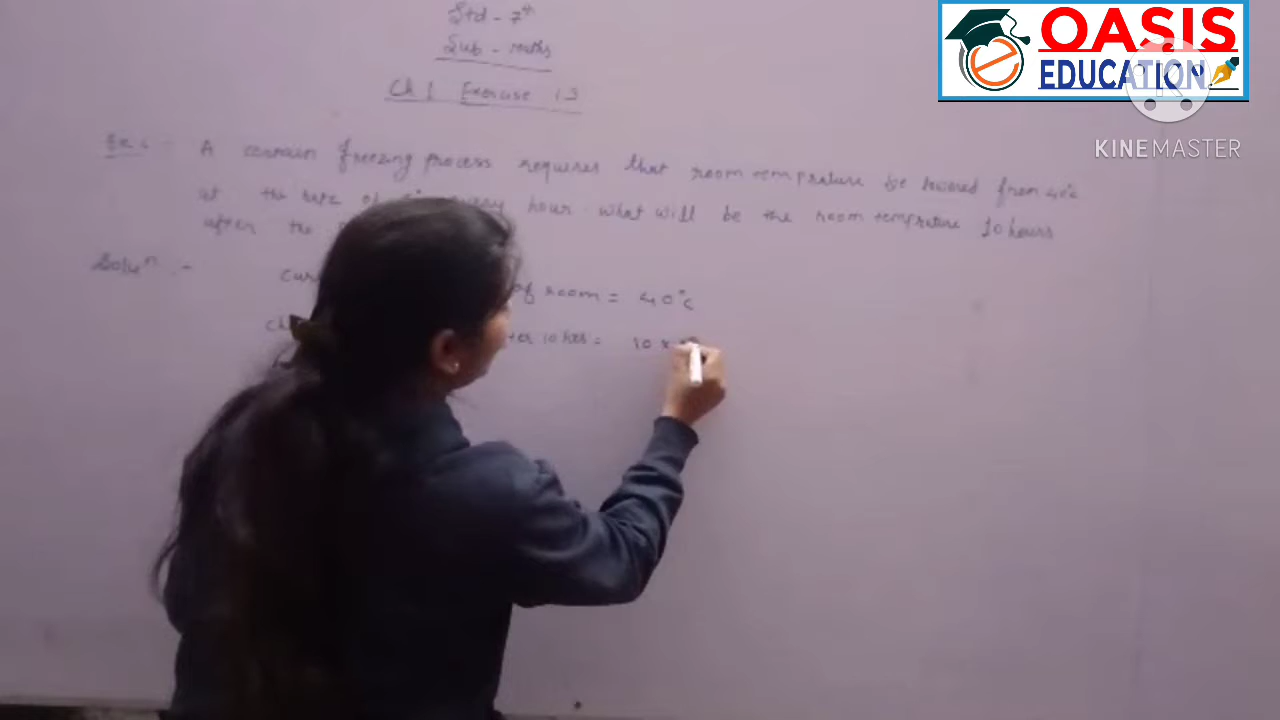 Std - 7th
Sub - maths
Ch 1 Exercise 1.3
OASIS
EDUCATION
KINEMASTER
A certain freezing process requires that room temprature be lowered from 40°c
at the rate of every hour what will be the room temprature 10 hours
after the
Solun :-
of room = 40°c
10 hrs = 10 x